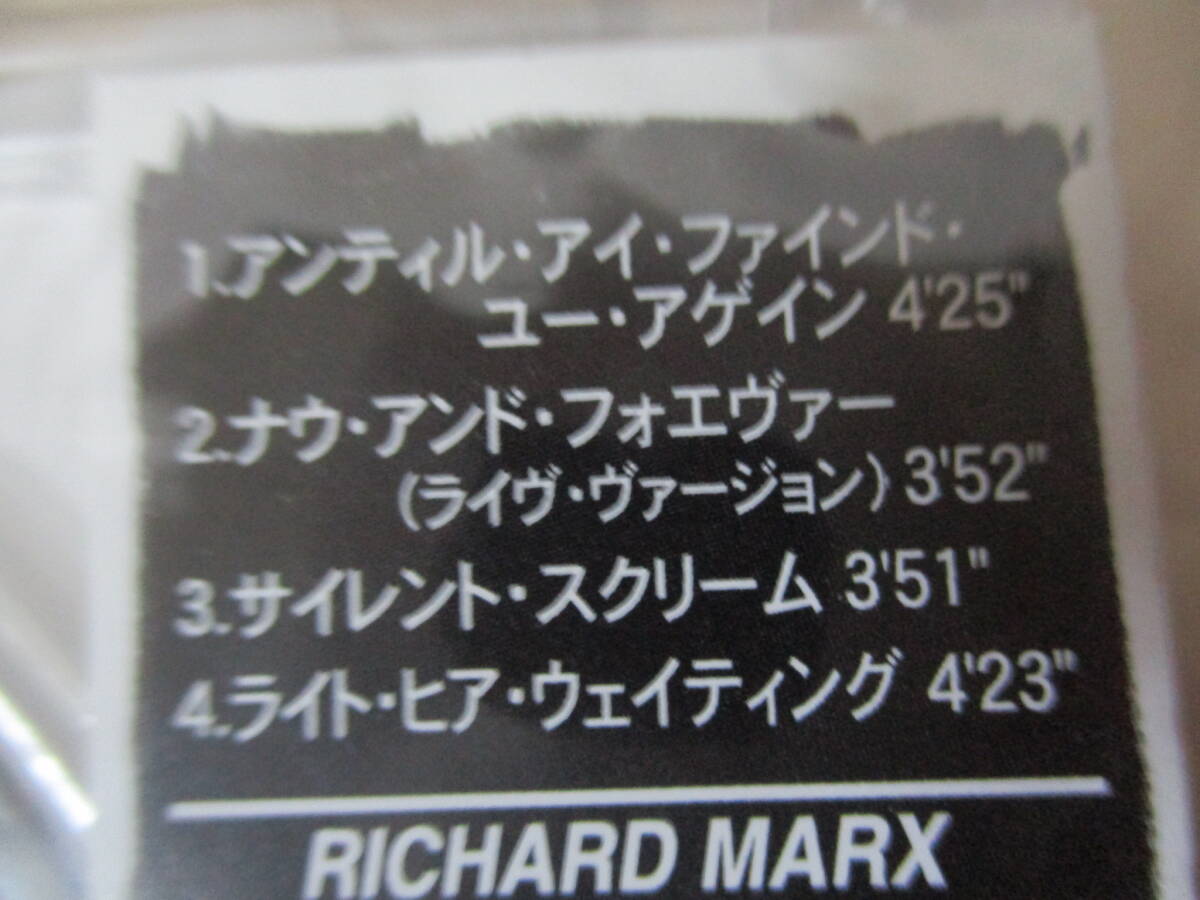 1.アンティル・アイ・ファインド・
ユー・アゲイン 4'25"
2.ナウ・アンド・フォエヴァー
(ライヴ・ヴァージョン) 3'52"
3.サイレント・スクリーム 3'51"
4.ライト・ヒア・ウェイティング 4'23"
RICHARD MARX